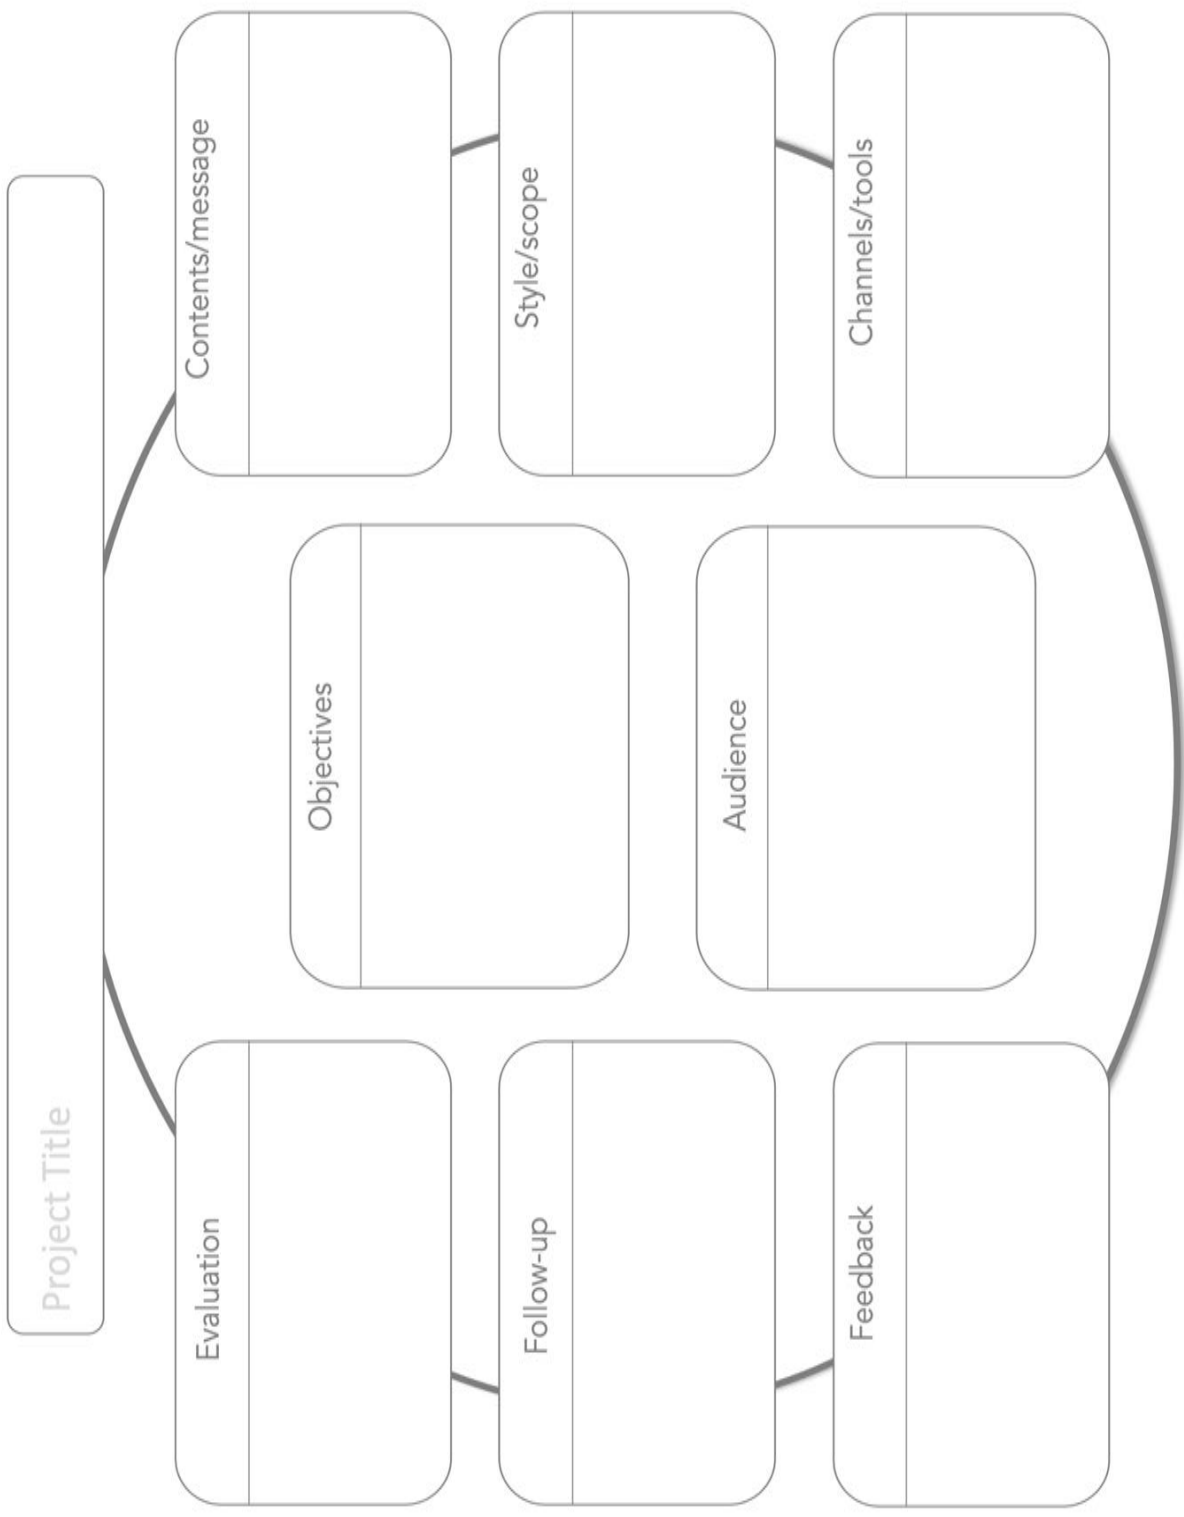 Project Title
Evaluation
Contents/message
Objectives
Follow-up
Style/scope
Audience
Feedback
Channels/tools